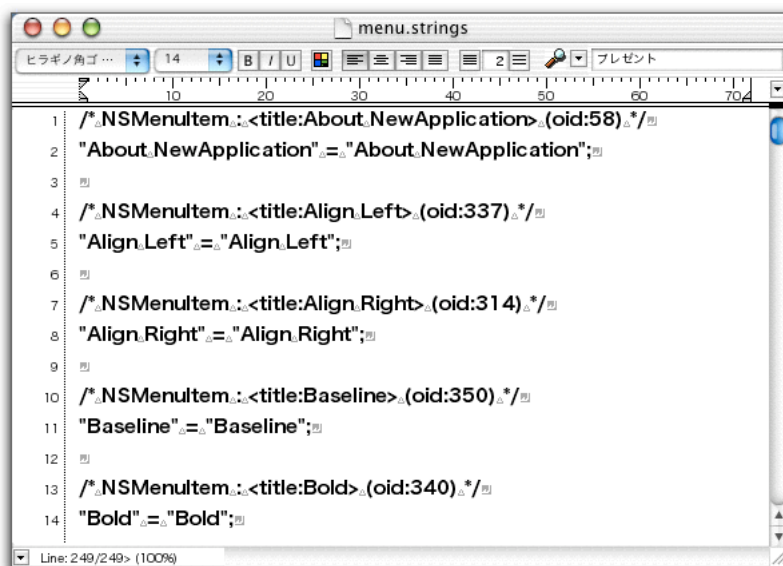 menu.strings
ヒラギノ角ゴ … 14 B I U 2 プレゼント
10 20 30 40 50 60 70
1 /* NSMenuItem : <title:About NewApplication> (oid:58) */
2 "About NewApplication" = "About NewApplication";
3
4 /* NSMenuItem : <title:Align Left> (oid:337) */
5 "Align Left" = "Align Left";
6
7 /* NSMenuItem : <title:Align Right> (oid:314) */
8 "Align Right" = "Align Right";
9
10 /* NSMenuItem : <title:Baseline> (oid:350) */
11 "Baseline" = "Baseline";
12
13 /* NSMenuItem : <title:Bold> (oid:340) */
14 "Bold" = "Bold";
Line: 249/249> (100%)